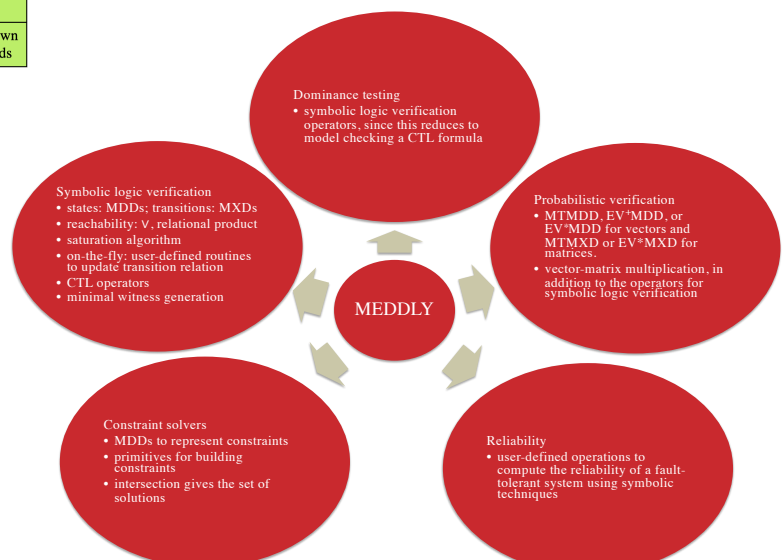 wn
ds
Dominance testing
• symbolic logic verification
operators, since this reduces to
model checking a CTL formula
Symbolic logic verification
• states: MDDs; transitions: MXDs
• reachability: ∨, relational product
• saturation algorithm
• on-the-fly: user-defined routines
to update transition relation
• CTL operators
• minimal witness generation
Probabilistic verification
• MTMDD, EV⁺MDD, or
EV*MDD for vectors and
MTMXD or EV*MXD for
matrices.
• vector-matrix multiplication, in
addition to the operators for
symbolic logic verification
MEDDLY
Constraint solvers
• MDDs to represent constraints
• primitives for building
constraints
• intersection gives the set of
solutions
Reliability
• user-defined operations to
compute the reliability of a fault-
tolerant system using symbolic
techniques